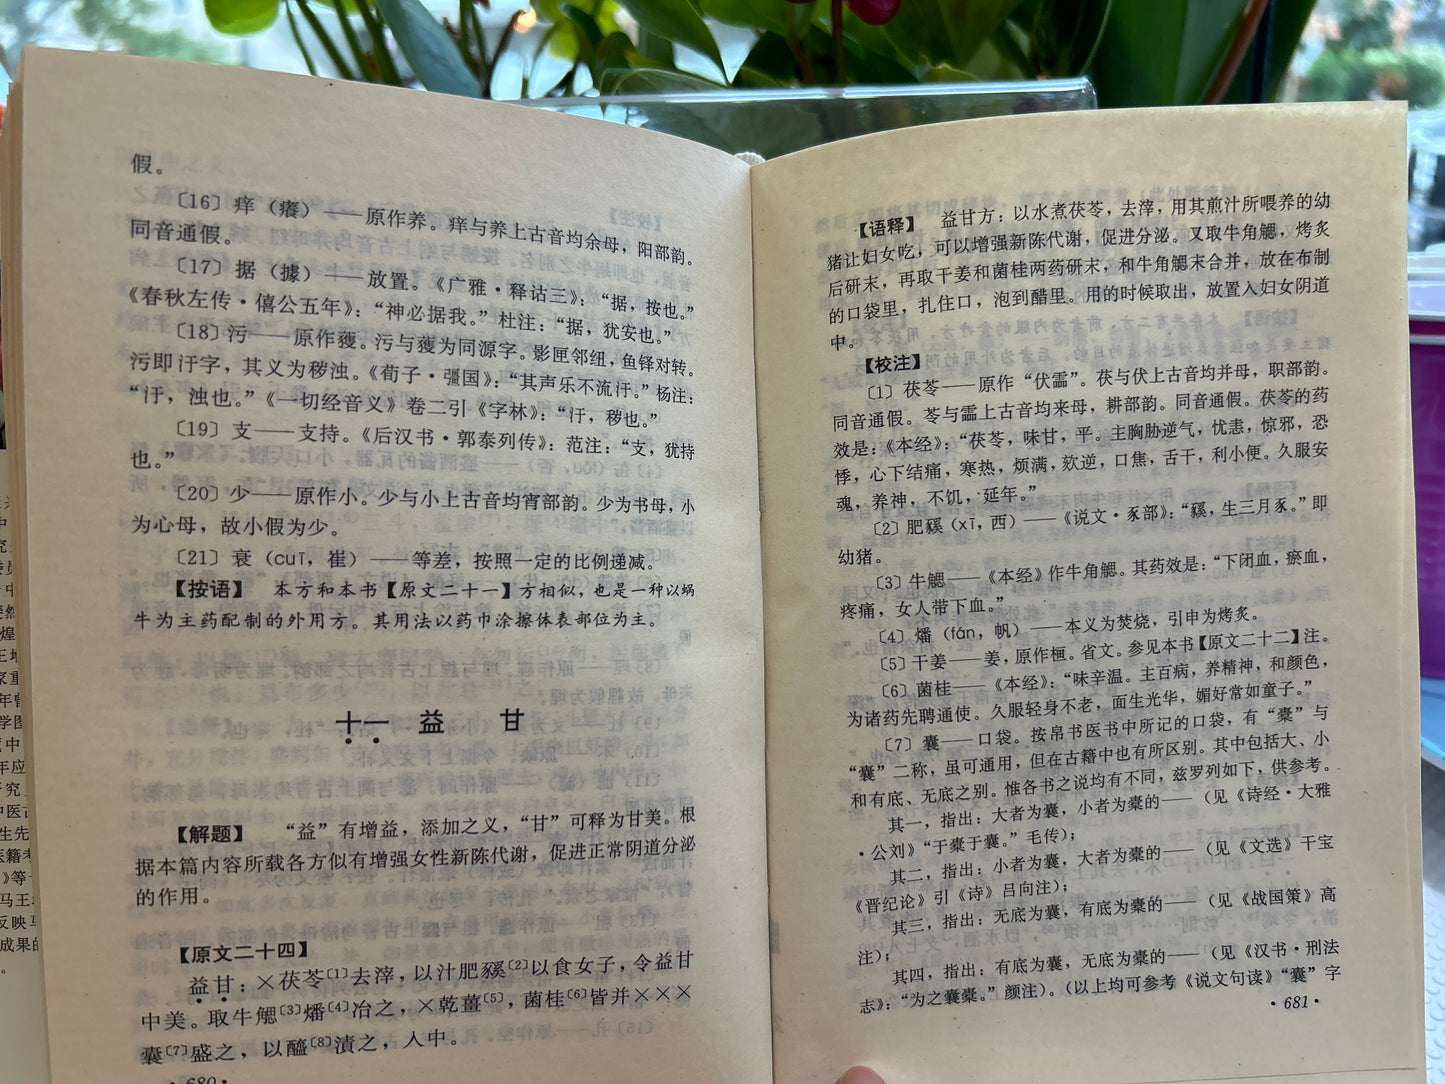 假。
〔16〕痒（癢）——原作养。痒与养上古音均余母，阳部韵。
同音通假。
〔17〕据（據）——放置。《广雅·释诂三》：“据，按也。”
《春秋左传·僖公五年》：“神必据我。”杜注：“据，犹安也。”
〔18〕污——原作蒦。污与蒦为同源字。影匣邻纽，鱼铎对转。
污即汙字，其义为秽浊。《荀子·彊国》：“其声乐不流汙。”杨注：
“汙，浊也。”《一切经音义》卷二引《字林》：“汙，秽也。”
〔19〕支——支持。《后汉书·郭泰列传》：范注：“支，犹持
也。”
〔20〕少——原作小。少与小上古音均宵部韵。少为书母，小
为心母，故小假为少。
〔21〕衰（cuī，崔）——等差，按照一定的比例递减。
【按语】 本方和本书【原文二十一】方相似，也是一种以蜗
牛为主药配制的外用方。其用法以药巾涂擦体表部位为主。
十一 益 甘
【解题】 “益”有增益，添加之义，“甘”可释为甘美。根
据本篇内容所载各方似有增强女性新陈代谢，促进正常阴道分泌
的作用。
【原文二十四】
益甘：×茯苓〔1〕去滓，以汁肥豯〔2〕以食女子，令益甘
中美。取牛䚡〔3〕燔〔4〕冶之，×乾薑〔5〕，菌桂〔6〕皆并×××
囊〔7〕盛之，以醯〔8〕渍之，入中。
·680·
【语释】 益甘方：以水煮茯苓，去滓，用其煎汁所喂养的幼
猪让妇女吃，可以增强新陈代谢，促进分泌。又取牛角䚡，烤炙
后研末，再取干姜和菌桂两药研末，和牛角䚡末合并，放在布制
的口袋里，扎住口，泡到醋里。用的时候取出，放置入妇女阴道
中。
【校注】
〔1〕茯苓——原作“伏霝”。茯与伏上古音均并母，职部韵。
同音通假。苓与霝上古音均来母，耕部韵。同音通假。茯苓的药
效是：《本经》：“茯苓，味甘，平。主胸胁逆气，忧恚，惊邪，恐
悸，心下结痛，寒热，烦满，欬逆，口焦，舌干，利小便。久服安
魂，养神，不饥，延年。”
〔2〕肥豯（xī，西）——《说文·豕部》：“豯，生三月豕。”即
幼猪。
〔3〕牛䚡——《本经》作牛角䚡。其药效是：“下闭血，瘀血，
疼痛，女人带下血。”
〔4〕燔（fán，帆）——本义为焚烧，引申为烤炙。
〔5〕干姜——姜，原作㮓。省文。参见本书【原文二十二】注。
〔6〕菌桂——《本经》：“味辛温。主百病，养精神，和颜色，
为诸药先聘通使。久服轻身不老，面生光华，媚好常如童子。”
〔7〕囊——口袋。按帛书医书中所记的口袋，有“橐”与
“囊”二称，虽可通用，但在古籍中也有所区别。其中包括大、小
和有底、无底之别。惟各书之说均有不同，兹罗列如下，供参考。
其一，指出：大者为囊，小者为橐的——（见《诗经·大雅
·公刘》“于橐于囊。”毛传）；
其二，指出：小者为囊，大者为橐的——（见《文选》干宝
《晋纪论》引《诗》吕向注）；
其三，指出：无底为囊，有底为橐的——（见《战国策》高
注）；
其四，指出：有底为囊，无底为橐的——（见《汉书·刑法
志》：“为之囊橐。”颜注）。（以上均可参考《说文句读》“囊”字
·681·